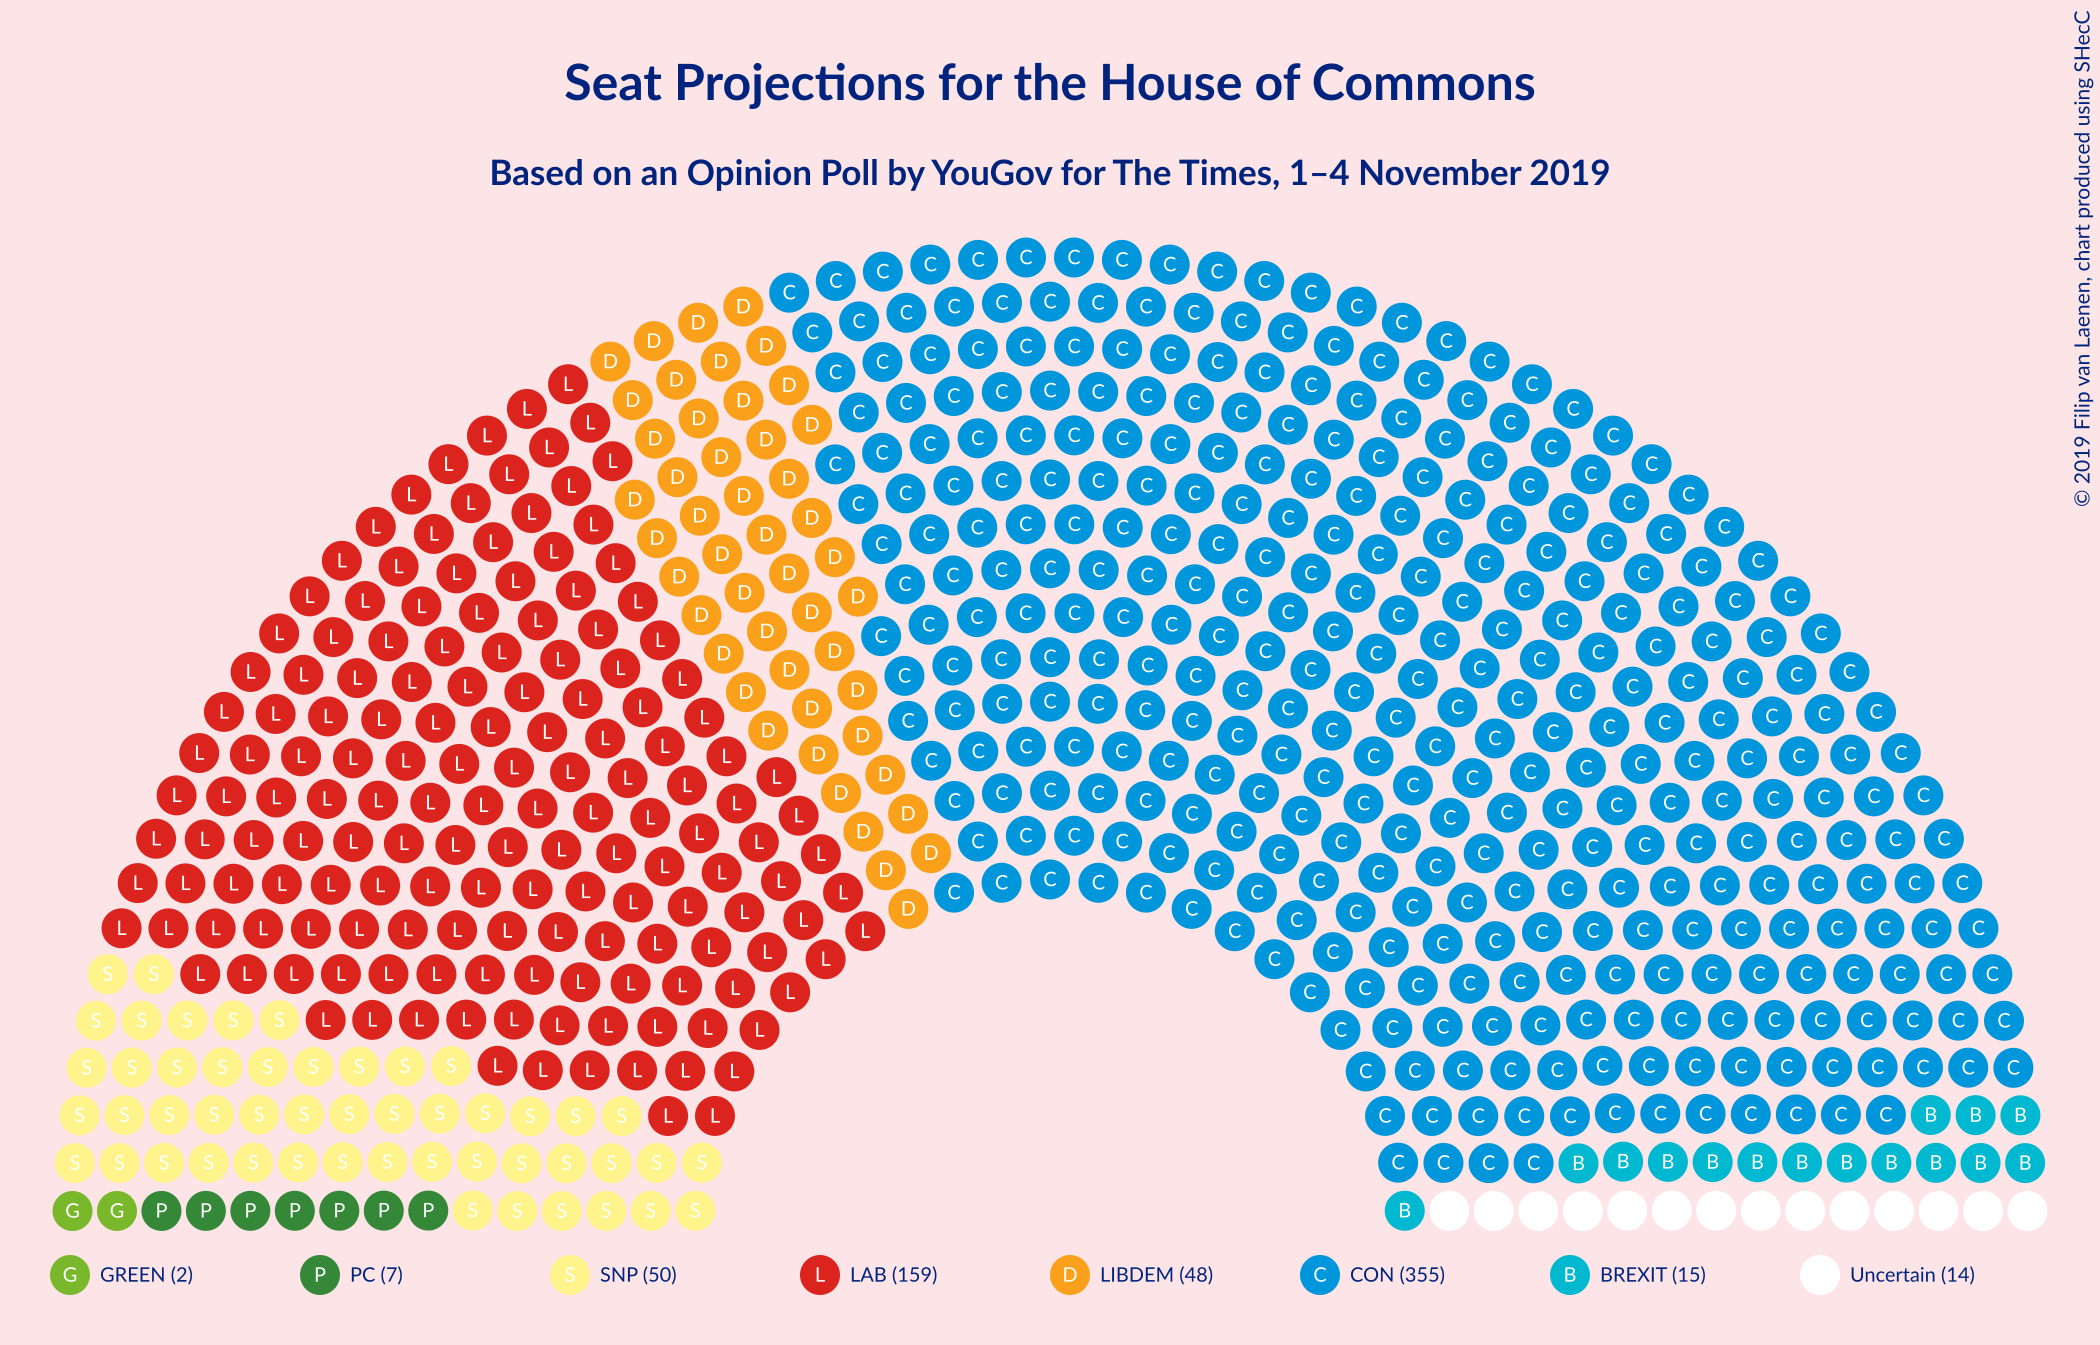 Seat Projections for the House of Commons
Based on an Opinion Poll by YouGov for The Times, 1–4 November 2019
© 2019 Filip van Laenen, chart produced using SHecC
G GREEN (2)
P PC (7)
S SNP (50)
L LAB (159)
D LIBDEM (48)
C CON (355)
B BREXIT (15)
Uncertain (14)